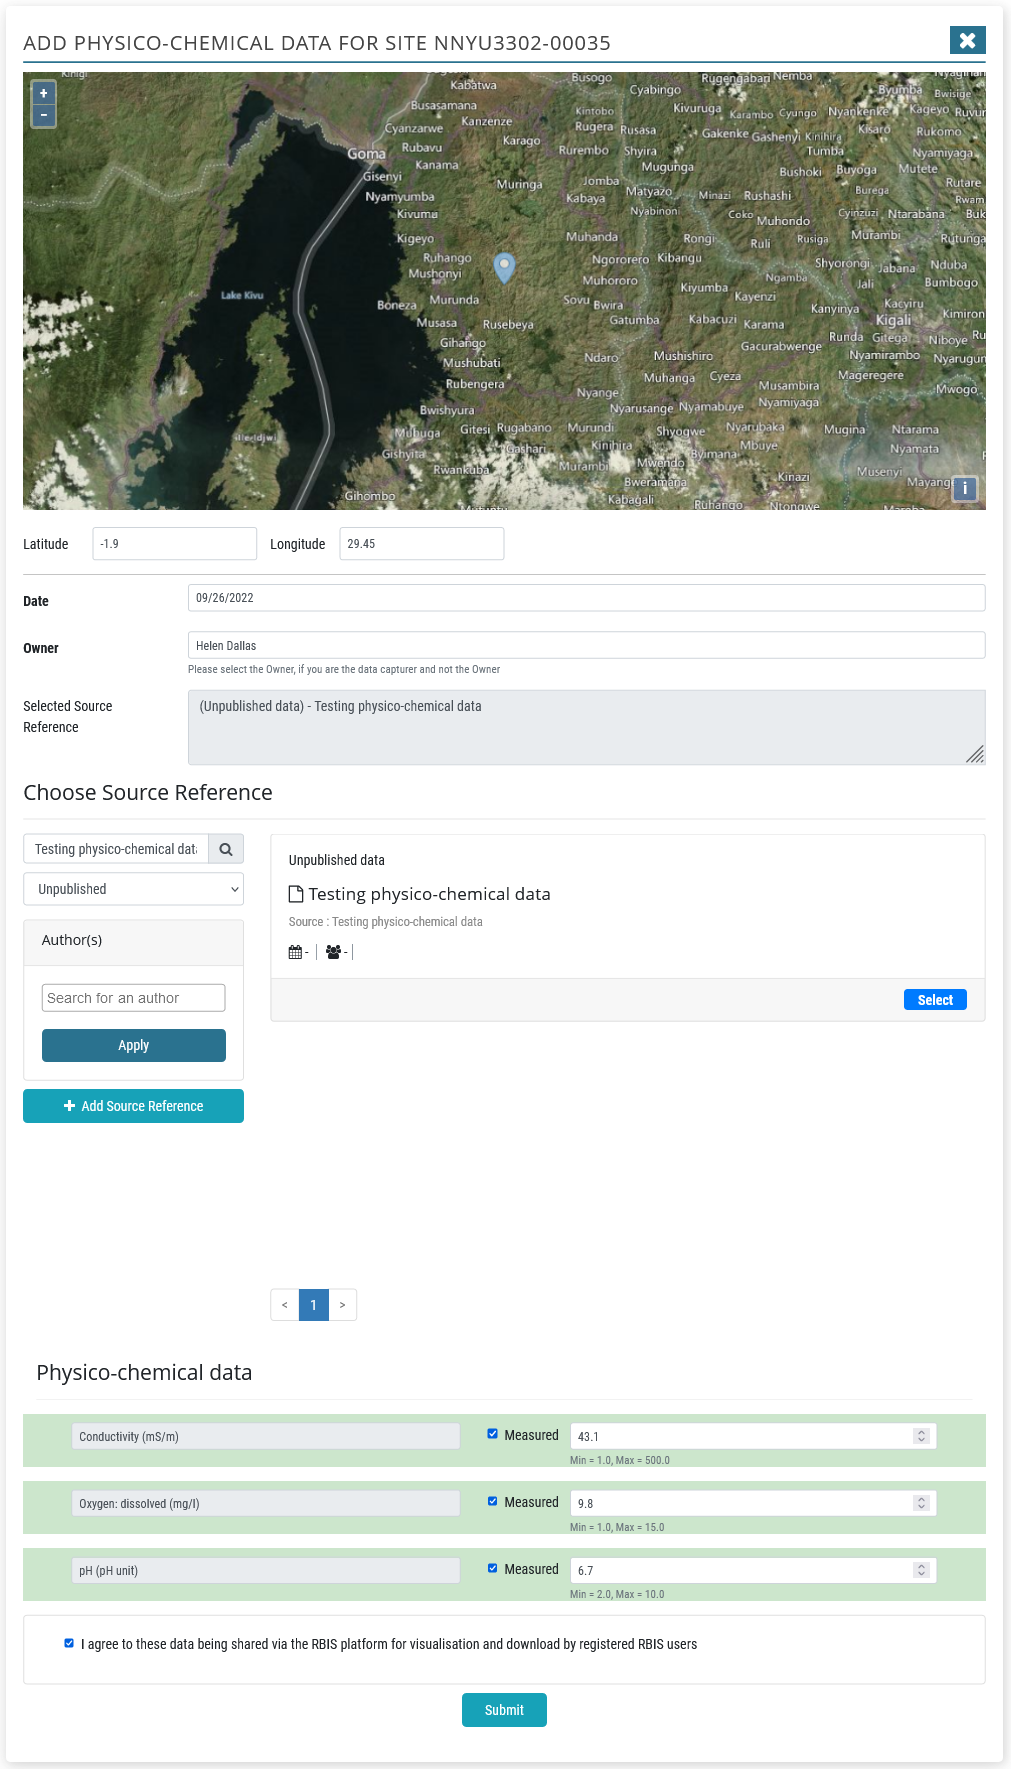 ADD PHYSICO-CHEMICAL DATA FOR SITE NNYU3302-00035
+
-
Kabatwa
Busogo
Cyabingo
Rugengabari
Nemba
Byumba
Bwisige
Busasamana
Kanzenze
Kintobo
Kivuruga
Karambo
Cyungo
Nyankenke
Kageyo
Cyanzarwe
Rugera
Rusasa
Gakenke
Gashenyi
Kinihira
Kisaro
Rukomo
Goma
Rubavu
Karago
Rurembo
Shyira
Tumba
Nyamiyaga
Gisenyi
Kanama
Mugunga
Bushoki
Buyoga
Mutete
Nyamyumba
Muringa
Jomba
Matyazo
Minazi
Rushashi
Burega
Rutare
Kivumu
Kabaya
Nyabinoni
Coko
Muhondo
Cyinzuzi
Ntarabana
Kigeyo
Muhanda
Rongi
Ruli
Rusiga
Murambi
Rutunga
Ruhango
Mushonyi
Ngororero
Kibangu
Shyorongi
Jabana
Nduba
Muhororo
Ngamba
Jali
Bumbogo
Lake Kivu
Boneza
Murunda
Sovu
Bwira
Kiyumba
Kayenzi
Kanyinya
Kacyiru
Musasa
Rusebeya
Gatumba
Kabacuzi
Karama
Kigali
Gihango
Gacurabwenge
Runda
Gitega
Niboye
Mushubati
Ndaro
Mushishiro
Nyamirambo
Rubengera
Muhanga
Cyeza
Musambira
Mageregere
Mwogo
Nyange
Bwishyura
Nyarusange
Nyamabuye
Nyamiyaga
Mubuga
Gitesi
Rugabano
Murundi
Shyogwe
Nyarubaka
Mugina
Ntarama
Gishyita
Gashari
Kinihira
Byimana
Mbuye
Nyamata
Rwankuba
Murambi
Mwendo
Kinazi
Musenyi
Gihombo
Bweramana
Kabagali
Ruhango
Ntongwe
i
Latitude -1.9 Longitude 29.45
Date 09/26/2022
Owner Helen Dallas
Please select the Owner, if you are the data capturer and not the Owner
Selected Source
Reference
(Unpublished data) - Testing physico-chemical data
Choose Source Reference
Testing physico-chemical dat
Unpublished
Author(s)
Search for an author
Apply
+ Add Source Reference
Unpublished data
Testing physico-chemical data
Source : Testing physico-chemical data
- | - |
Select
< 1 >
Physico-chemical data
Conductivity (mS/m) Measured 43.1
Min = 1.0, Max = 500.0
Oxygen: dissolved (mg/l) Measured 9.8
Min = 1.0, Max = 15.0
pH (pH unit) Measured 6.7
Min = 2.0, Max = 10.0
I agree to these data being shared via the RBIS platform for visualisation and download by registered RBIS users
Submit